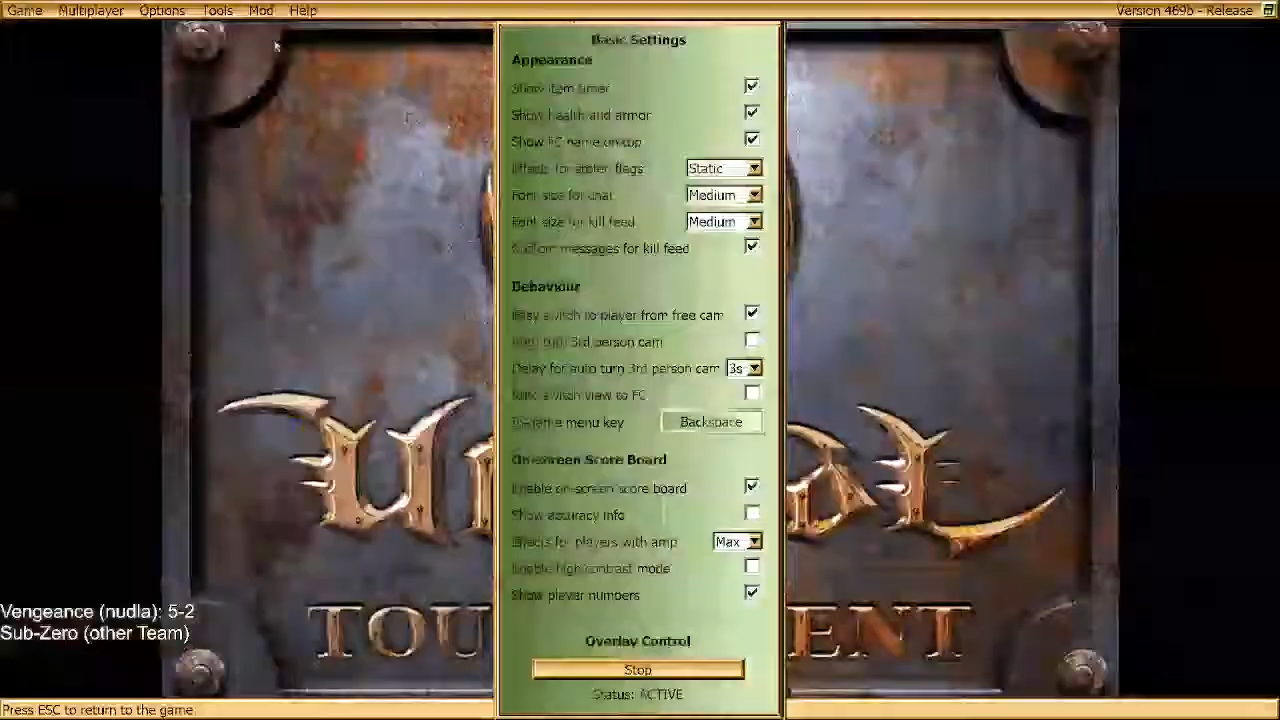 Game Multiplayer Options Tools Mod Help Version 469b - Release
Basic Settings
Appearance
Show item timer
Show health and armor
Show FC name on top
Effects for stolen flags Static
Font size for chat Medium
Font size for kill feed Medium
Custom messages for kill feed
Behaviour
Easy switch to player from free cam
Auto turn 3rd person cam
Delay for auto turn 3rd person cam 3s
Auto switch view to FC
menu key Backspace
On-screen Score Board
Enable on-screen score board
Show accuracy info
Effects for players with amp Max
Enable high contrast mode
Show player numbers
Overlay Control
Stop
Status: ACTIVE
Vengeance (nudla): 5-2
Sub-Zero (other Team)
Press ESC to return to the game